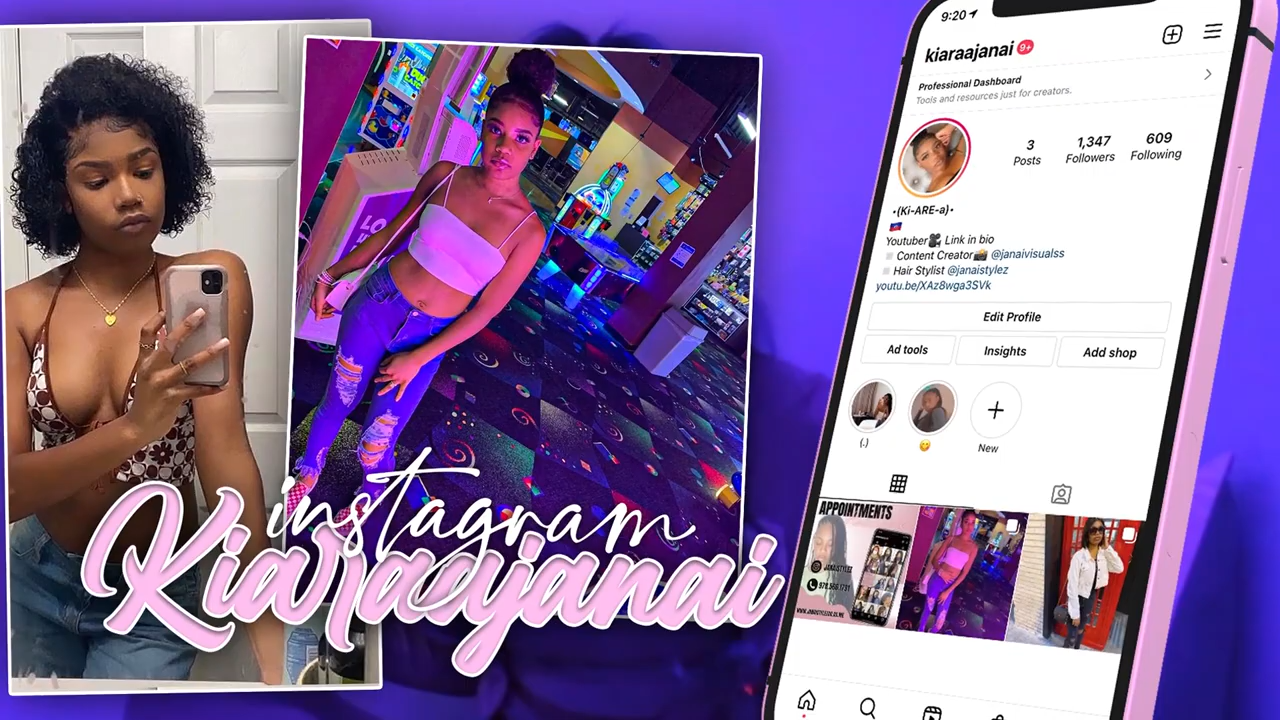 instagram
Kiaraajanai
9:20
kiaraajanai 9+
Professional Dashboard
Tools and resources just for creators.
3
Posts
1,347
Followers
609
Following
•(Ki-ARE-a)•
🇭🇹
Youtuber🎥 Link in bio
◽Content Creator📸 @janaivisualss
◽Hair Stylist @janaistylez
youtu.be/XAz8wga3SVk
Edit Profile
Ad tools
Insights
Add shop
(.)
😋
New
APPOINTMENTS
JANAISTYLEZ